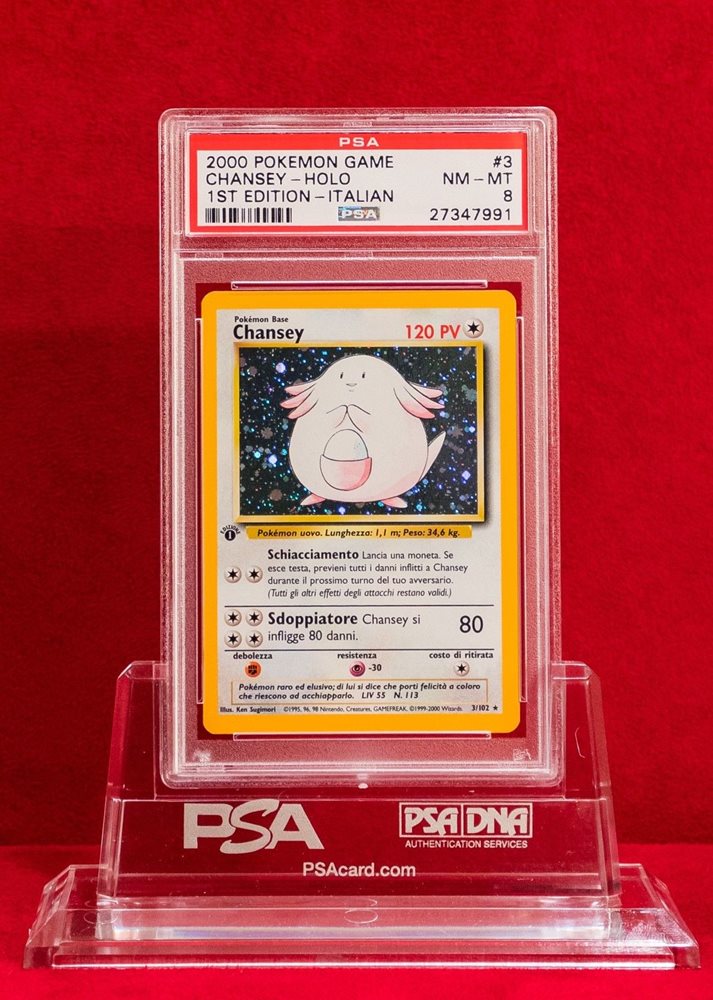 PSA
2000 POKEMON GAME #3
CHANSEY - HOLO NM - MT
1ST EDITION - ITALIAN 8
PSA 27347991
Pokémon Base
Chansey 120 PV
EDIZIONE
1
Pokémon uovo. Lunghezza: 1,1 m; Peso: 34,6 kg.
Schiacciamento Lancia una moneta. Se
esce testa, previeni tutti i danni inflitti a Chansey
durante il prossimo turno del tuo avversario.
(Tutti gli altri effetti degli attacchi restano validi.)
Sdoppiatore Chansey si 80
infligge 80 danni.
debolezza resistenza costo di ritirata
-30
Pokémon raro ed elusivo; di lui si dice che porti felicità a coloro
che riescono ad acchiapparlo. LIV 55 N. 113
Illus. Ken Sugimori ©1995, 96, 98 Nintendo, Creatures, GAMEFREAK. ©1999-2000 Wizards. 3/102 ★
PSA PSA DNA
AUTHENTICATION SERVICES
PSAcard.com